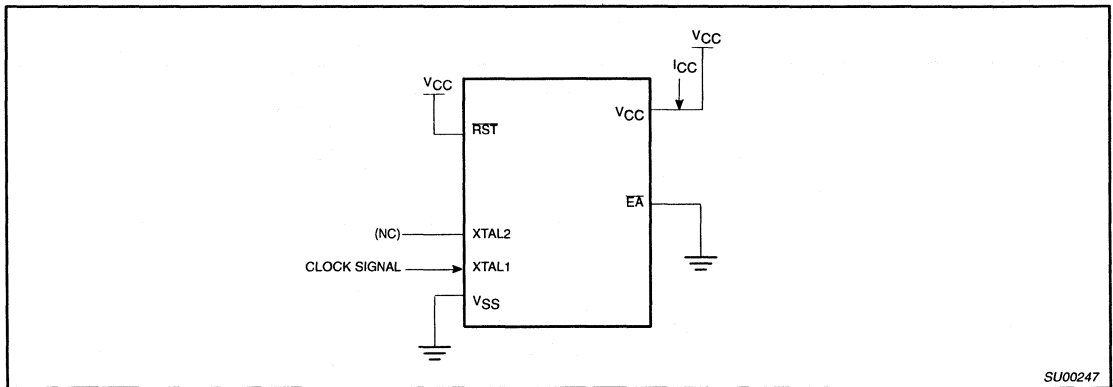 VCC
ICC
VCC
VCC
RST
EA
(NC)
XTAL2
CLOCK SIGNAL
XTAL1
VSS
SU00247